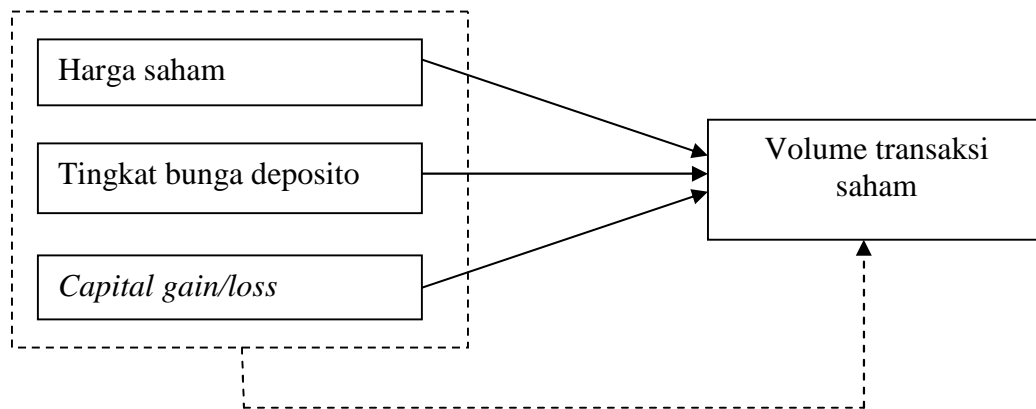 Harga saham
Tingkat bunga deposito
Capital gain/loss
Volume transaksi
saham